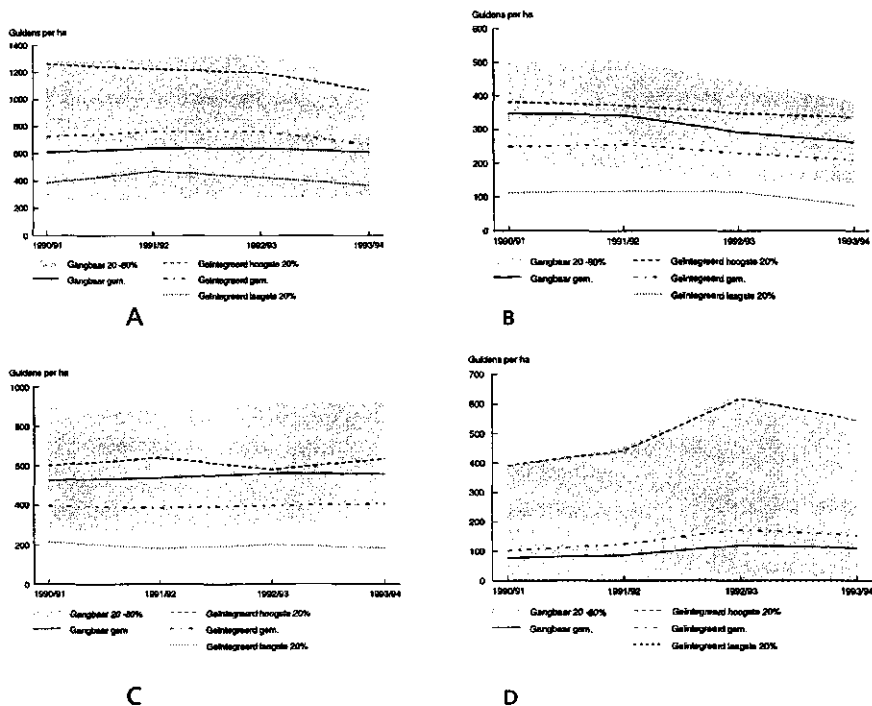 Guldens per ha
1400
1200
1000
800
600
400
200
0
1990/91 1991/92 1992/93 1993/94
Gangbaar 20 -80% Geïntegreerd hoogste 20%
Gangbaar gem. Geïntegreerd gem.
Geïntegreerd laagste 20%
A
Guldens per ha
600
500
400
300
200
100
0
1990/91 1991/92 1992/93 1993/94
Gangbaar 20 -80% Geïntegreerd hoogste 20%
Gangbaar gem. Geïntegreerd gem.
Geïntegreerd laagste 20%
B
Guldens per ha
1000
800
600
400
200
0
1990/91 1991/92 1992/93 1993/94
Gangbaar 20 -80% Geïntegreerd hoogste 20%
Gangbaar gem Geïntegreerd gem.
Geïntegreerd laagste 20%
C
Guldens per ha
700
600
500
400
300
200
100
0
1990/91 1991/92 1992/93 1993/94
Gangbaar 20 -80% Geïntegreerd hoogste 20%
Gangbaar gem. Geïntegreerd gem.
Geïntegreerd laagste 20%
D